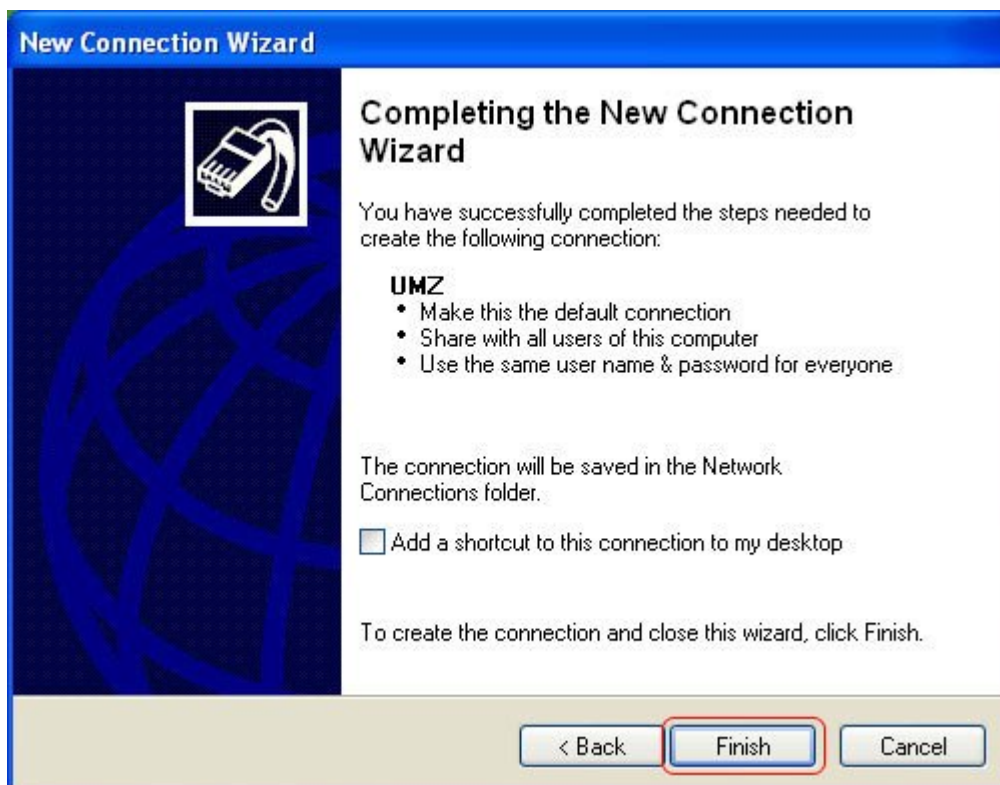 New Connection Wizard
Completing the New Connection
Wizard
You have successfully completed the steps needed to
create the following connection:
UMZ
• Make this the default connection
• Share with all users of this computer
• Use the same user name & password for everyone
The connection will be saved in the Network
Connections folder.
Add a shortcut to this connection to my desktop
To create the connection and close this wizard, click Finish.
< Back
Finish
Cancel